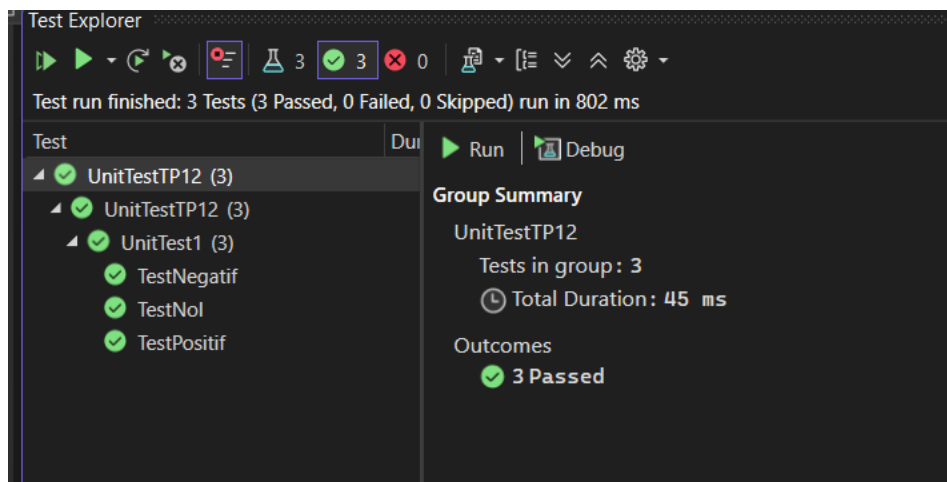 Test Explorer
3 3 0
Test run finished: 3 Tests (3 Passed, 0 Failed, 0 Skipped) run in 802 ms
Test Du
UnitTestTP12 (3)
UnitTestTP12 (3)
UnitTest1 (3)
TestNegatif
TestNol
TestPositif
Run Debug
Group Summary
UnitTestTP12
Tests in group: 3
Total Duration: 45 ms
Outcomes
3 Passed